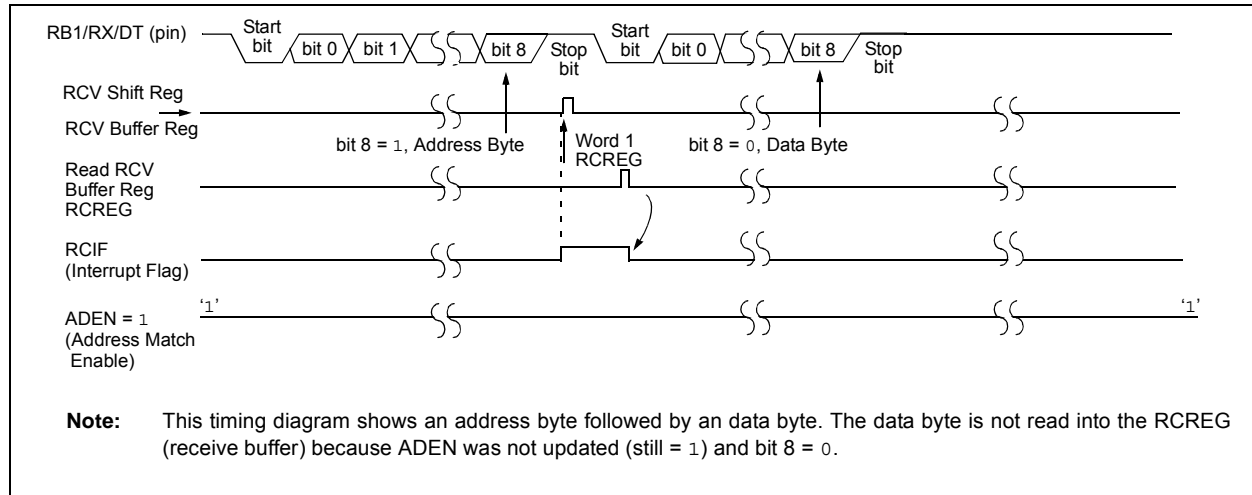 RB1/RX/DT (pin)
Start
bit
bit 0
bit 1
bit 8
Stop
bit
Start
bit
bit 0
bit 8
Stop
bit
RCV Shift Reg
RCV Buffer Reg
bit 8 = 1, Address Byte
Word 1
RCREG
bit 8 = 0, Data Byte
Read RCV
Buffer Reg
RCREG
RCIF
(Interrupt Flag)
‘1’
‘1’
ADEN = 1
(Address Match
Enable)
Note: This timing diagram shows an address byte followed by an data byte. The data byte is not read into the RCREG
(receive buffer) because ADEN was not updated (still = 1) and bit 8 = 0.